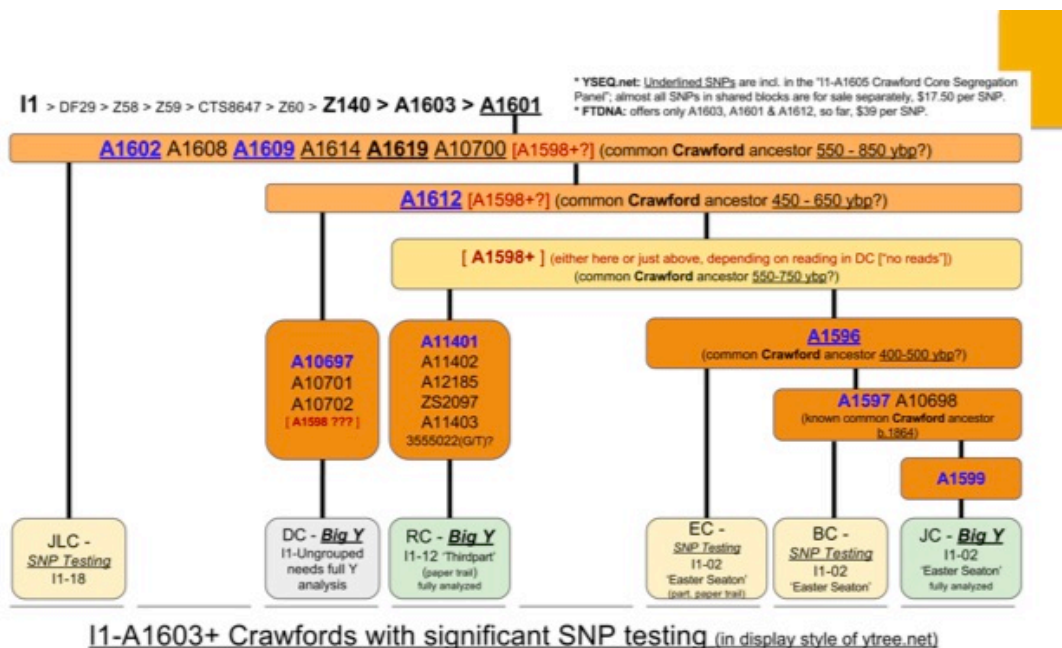 * YSEQ.net: Underlined SNPs are incl. in the "I1-A1605 Crawford Core Segregation
Panel"; almost all SNPs in shared blocks are for sale separately, $17.50 per SNP.
* FTDNA: offers only A1603, A1601 & A1612, so far, $39 per SNP.
I1 > DF29 > Z58 > Z59 > CTS8647 > Z60 > Z140 > A1603 > A1601
A1602 A1608 A1609 A1614 A1619 A10700 [A1598+?] (common Crawford ancestor 550 - 850 ybp?)
A1612 [A1598+?] (common Crawford ancestor 450 - 650 ybp?)
[ A1598+ ] (either here or just above, depending on reading in DC ["no reads"])
(common Crawford ancestor 550-750 ybp?)
A10697
A10701
A10702
[ A1598 ??? ]
A11401
A11402
A12185
ZS2097
A11403
3555022(G/T)?
A1596
(common Crawford ancestor 400-500 ybp?)
A1597 A10698
(known common Crawford ancestor
b.1864)
A1599
JLC -
SNP Testing
I1-18
DC - Big Y
I1-Ungrouped
needs full Y
analysis
RC - Big Y
I1-12 'Thirdpart'
(paper trail)
fully analyzed
EC -
SNP Testing
I1-02
'Easter Seaton'
(part. paper trail)
BC -
SNP Testing
I1-02
'Easter Seaton'
JC - Big Y
I1-02
'Easter Seaton'
fully analyzed
I1-A1603+ Crawfords with significant SNP testing (in display style of ytree.net)